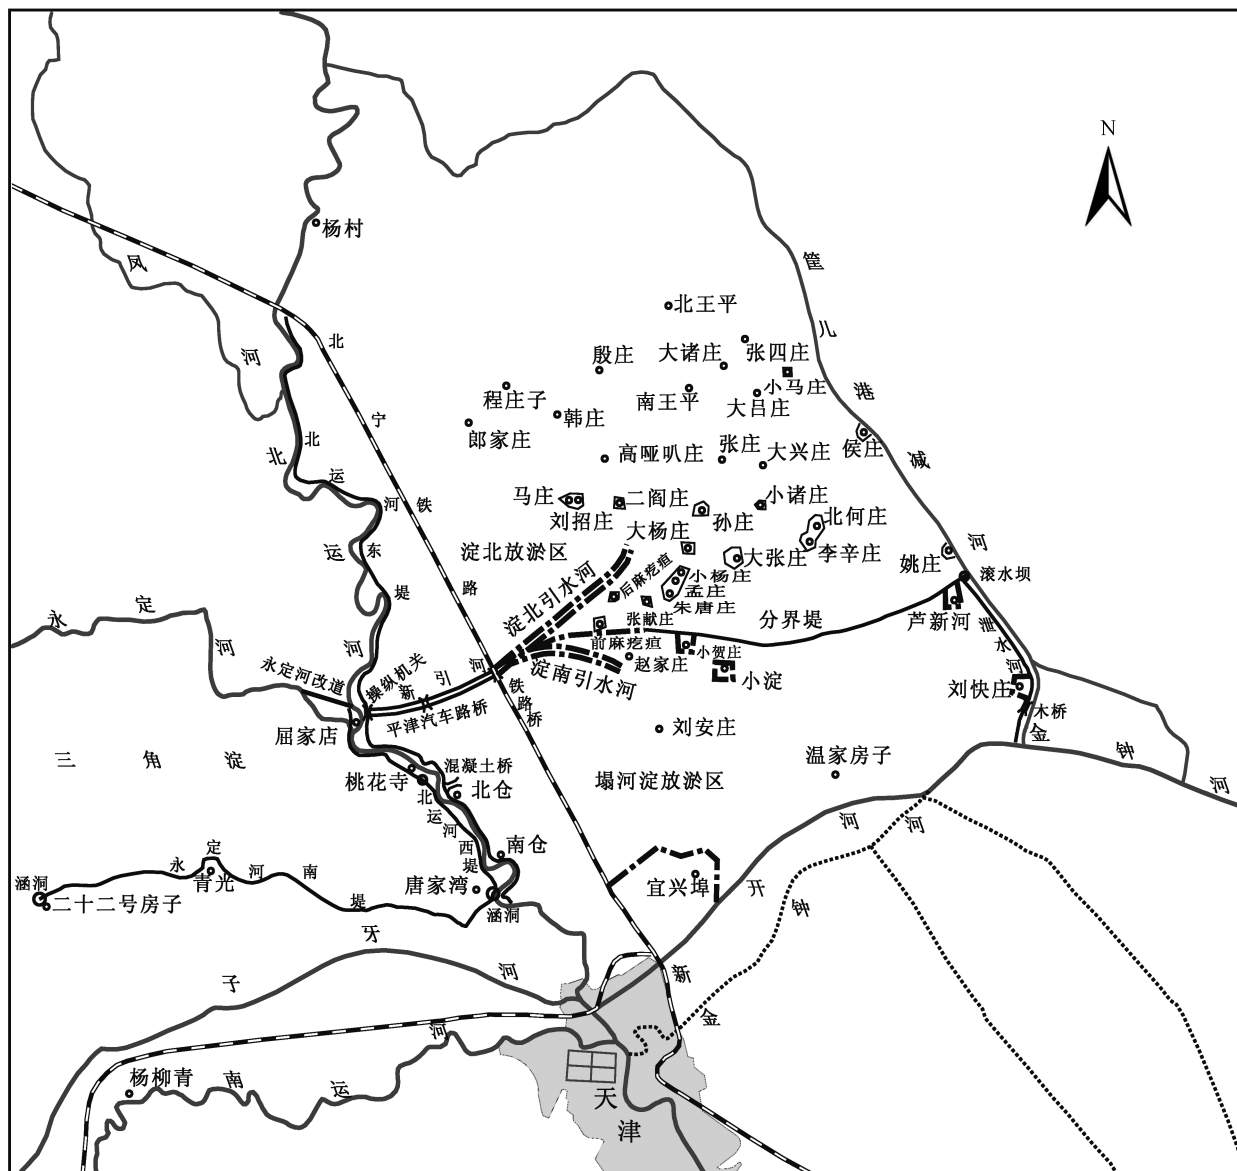 N
杨村
凤河
筐儿港减河
北王平
北宁铁路
殷庄
大诸庄
张四庄
小马庄
程庄子
南王平
大吕庄
韩庄
郎家庄
侯庄
高哑叭庄
张庄
大兴庄
北运河
北运河东堤
马庄
刘招庄
二阎庄
小诸庄
孙庄
北何庄
大杨庄
李辛庄
大张庄
姚庄
淀北放淤区
滚水坝
小杨庄
孟庄
朱唐庄
后麻疙疸
淀北引水河
张献庄
分界堤
芦新河
泄水河
永定河
前麻疙疸
小贺庄
赵家庄
淀南引水河
小淀
永定河改道
操纵机关
新引河
铁路桥
平津汽车路桥
刘快庄
木桥
屈家店
刘安庄
三角淀
混凝土桥
桃花寺
北仓
塌河淀放淤区
温家房子
金钟河
北运河西堤
南仓
唐家湾
涵洞
永定河南堤
青光
涵洞
二十二号房子
宜兴埠
新开河
金钟河
子牙河
南运河
杨柳青
天津